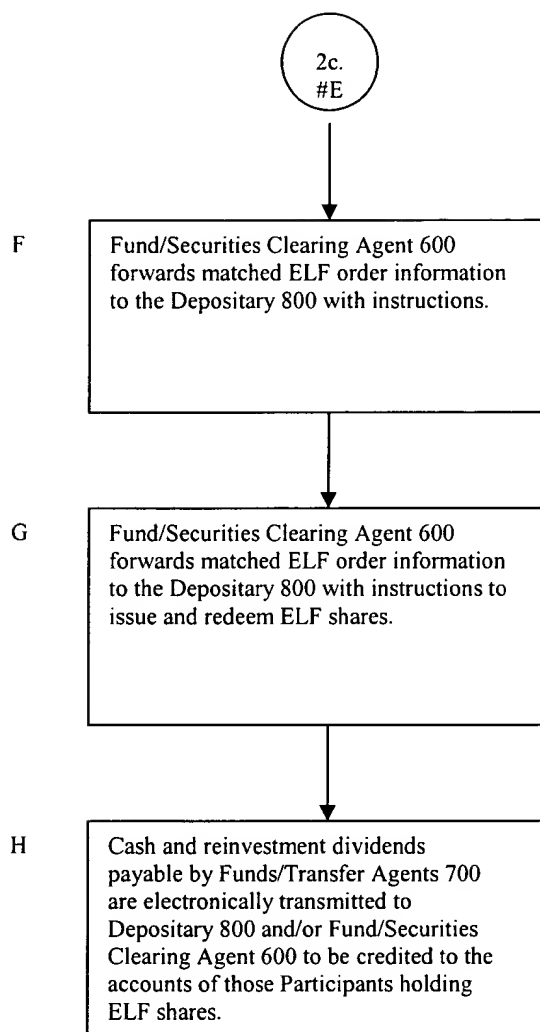 2c.
#E
F
Fund/Securities Clearing Agent 600
forwards matched ELF order information
to the Depositary 800 with instructions.
G
Fund/Securities Clearing Agent 600
forwards matched ELF order information
to the Depositary 800 with instructions to
issue and redeem ELF shares.
H
Cash and reinvestment dividends
payable by Funds/Transfer Agents 700
are electronically transmitted to
Depositary 800 and/or Fund/Securities
Clearing Agent 600 to be credited to the
accounts of those Participants holding
ELF shares.